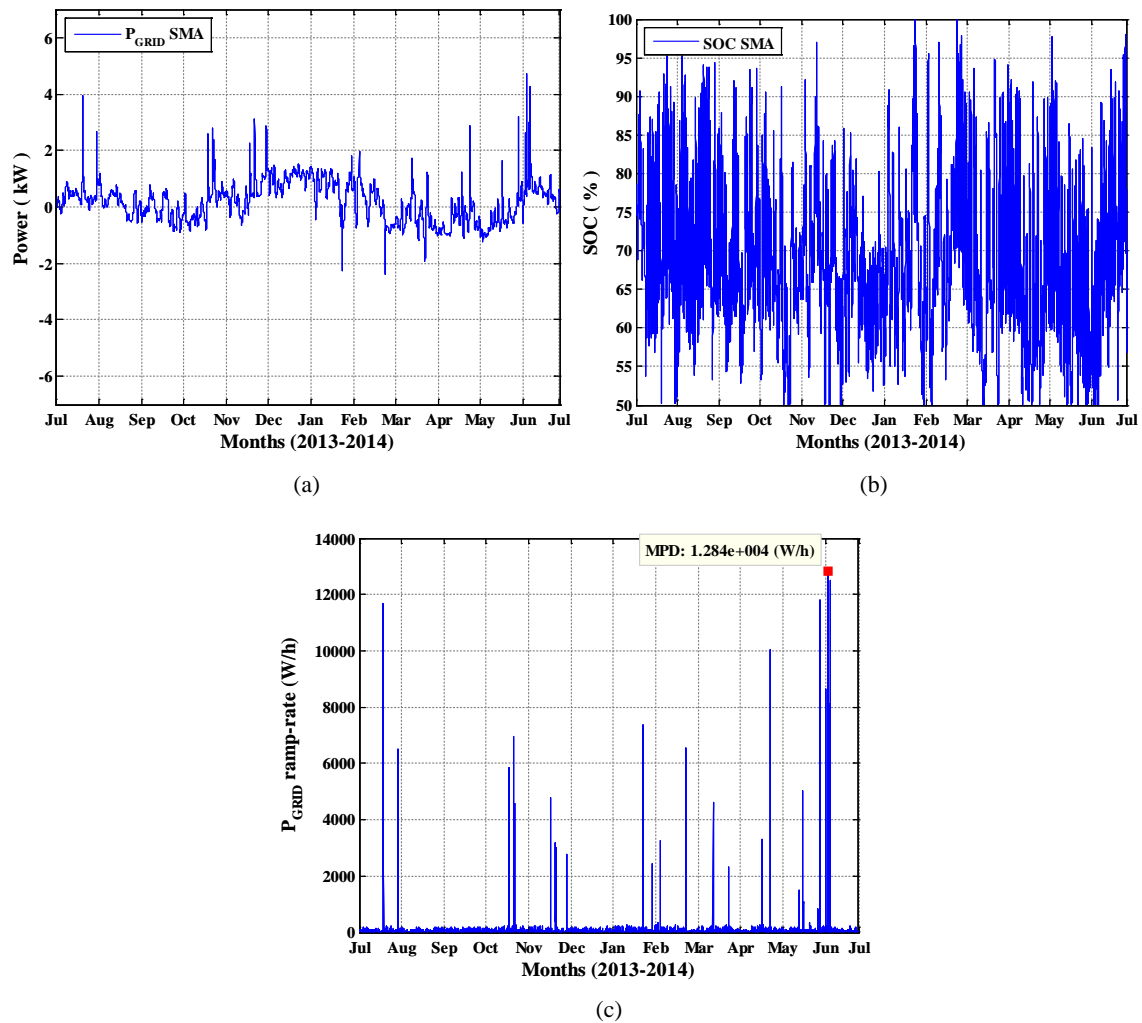 P_GRID SMA
Power ( kW )
6
4
2
0
-2
-4
-6
Jul Aug Sep Oct Nov Dec Jan Feb Mar Apr May Jun Jul
Months (2013-2014)
(a)
SOC SMA
SOC ( % )
100
95
90
85
80
75
70
65
60
55
50
Jul Aug Sep Oct Nov Dec Jan Feb Mar Apr May Jun Jul
Months (2013-2014)
(b)
MPD: 1.284e+004 (W/h)
P_GRID ramp-rate (W/h)
14000
12000
10000
8000
6000
4000
2000
0
Jul Aug Sep Oct Nov Dec Jan Feb Mar Apr May Jun Jul
Months (2013-2014)
(c)